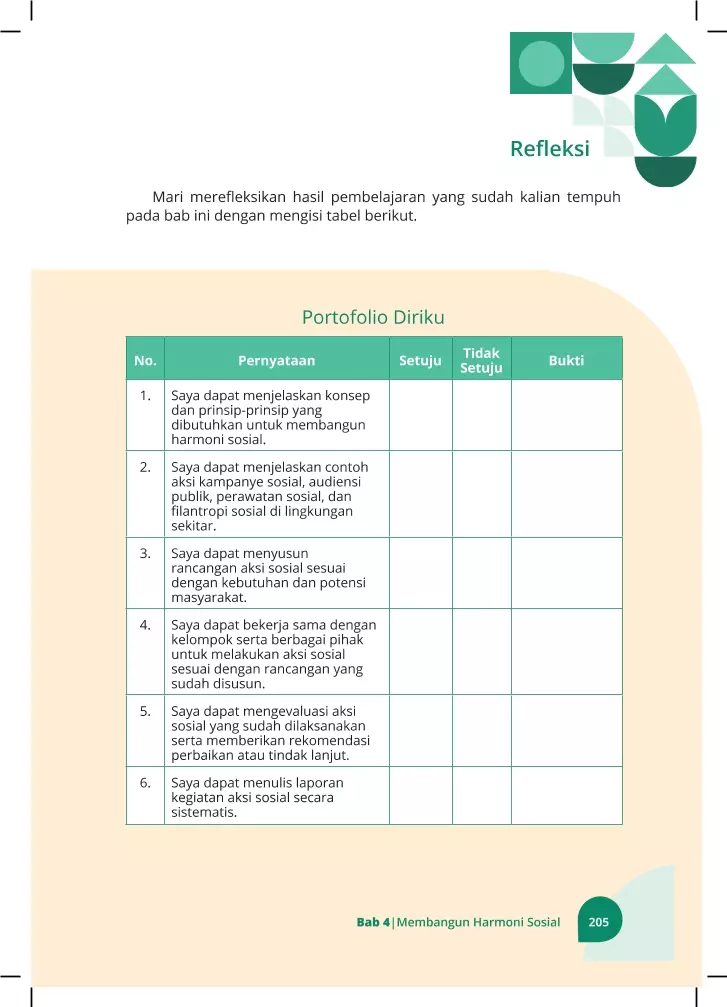 Refleksi
Mari merefleksikan hasil pembelajaran yang sudah kalian tempuh
pada bab ini dengan mengisi tabel berikut.
Portofolio Diriku
No.
Pernyataan
Setuju
Tidak
Setuju
Bukti
1.
Saya dapat menjelaskan konsep
dan prinsip-prinsip yang
dibutuhkan untuk membangun
harmoni sosial.
2.
Saya dapat menjelaskan contoh
aksi kampanye sosial, audiensi
publik, perawatan sosial, dan
filantropi sosial di lingkungan
sekitar.
3.
Saya dapat menyusun
rancangan aksi sosial sesuai
dengan kebutuhan dan potensi
masyarakat.
4.
Saya dapat bekerja sama dengan
kelompok serta berbagai pihak
untuk melakukan aksi sosial
sesuai dengan rancangan yang
sudah disusun.
5.
Saya dapat mengevaluasi aksi
sosial yang sudah dilaksanakan
serta memberikan rekomendasi
perbaikan atau tindak lanjut.
6.
Saya dapat menulis laporan
kegiatan aksi sosial secara
sistematis.
Bab 4|Membangun Harmoni Sosial
205